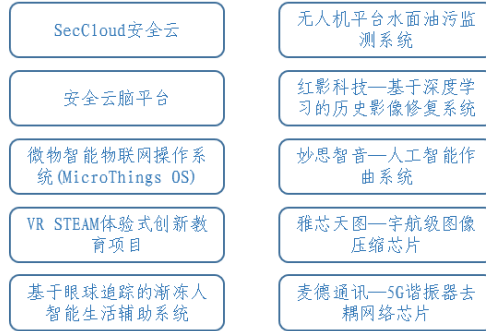 SecCloud安全云
安全云脑平台
微物智能物联网操作系
统(MicroThings OS)
VR STEAM体验式创新教
育项目
基于眼球追踪的渐冻人
智能生活辅助系统
无人机平台水面油污监
测系统
红影科技—基于深度学
习的历史影像修复系统
妙思智音—人工智能作
曲系统
雅芯天图—宇航级图像
压缩芯片
麦德通讯—5G谐振器去
耦网络芯片